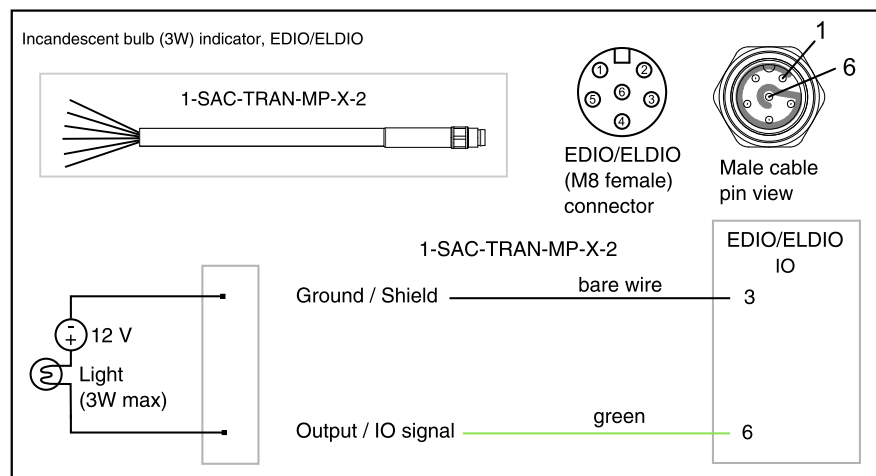 Incandescent bulb (3W) indicator, EDIO/ELDIO
1-SAC-TRAN-MP-X-2
1
2
5
6
3
4
EDIO/ELDIO
(M8 female)
connector
1
6
Male cable
pin view
1-SAC-TRAN-MP-X-2
EDIO/ELDIO
IO
Ground / Shield
bare wire
3
-
+
12 V
Light
(3W max)
Output / IO signal
green
6